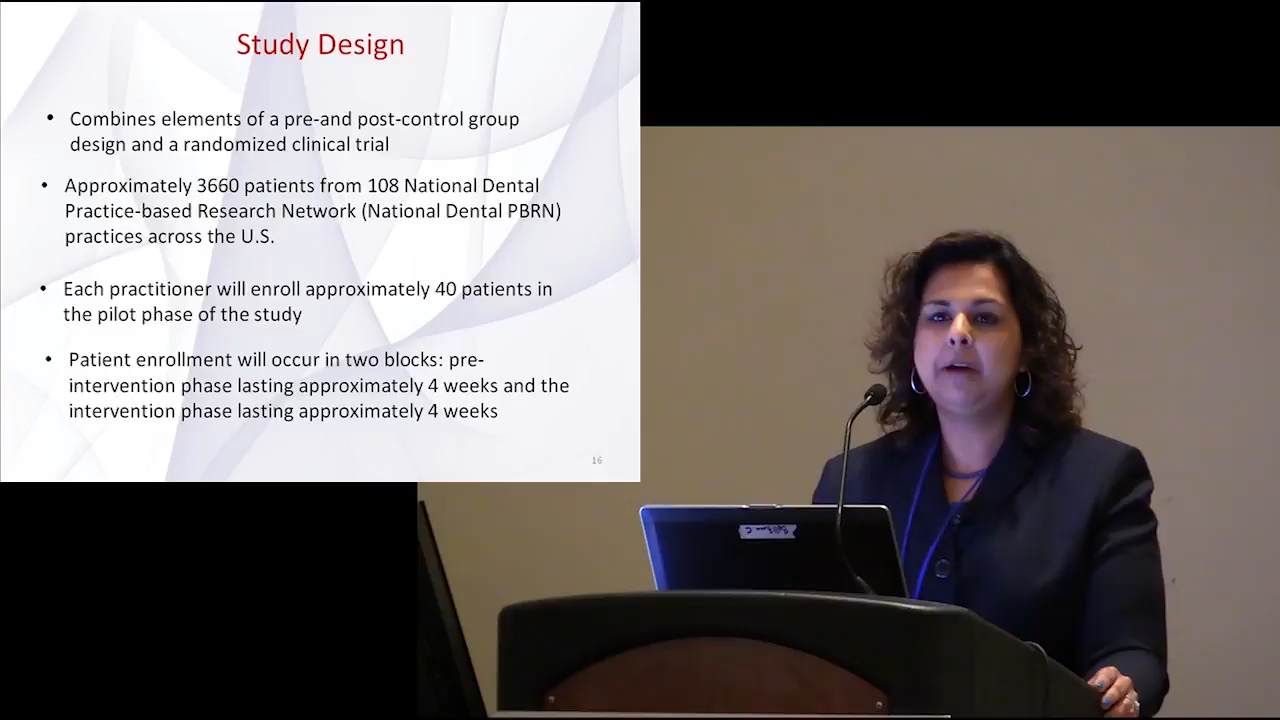 Study Design
• Combines elements of a pre-and post-control group
design and a randomized clinical trial
• Approximately 3660 patients from 108 National Dental
Practice-based Research Network (National Dental PBRN)
practices across the U.S.
• Each practitioner will enroll approximately 40 patients in
the pilot phase of the study
• Patient enrollment will occur in two blocks: pre-
intervention phase lasting approximately 4 weeks and the
intervention phase lasting approximately 4 weeks
16